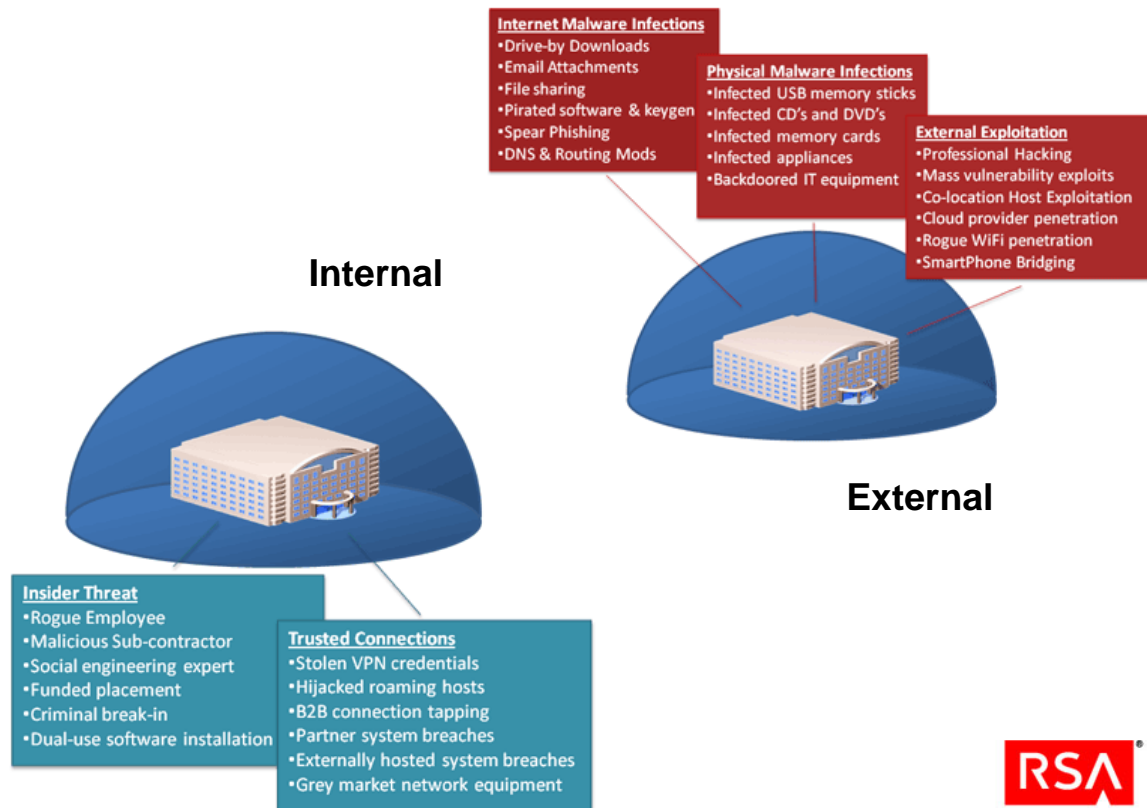 Internet Malware Infections
•Drive-by Downloads
•Email Attachments
•File sharing
•Pirated software & keygen
•Spear Phishing
•DNS & Routing Mods
Physical Malware Infections
•Infected USB memory sticks
•Infected CD's and DVD's
•Infected memory cards
•Infected appliances
•Backdoored IT equipment
External Exploitation
•Professional Hacking
•Mass vulnerability exploits
•Co-location Host Exploitation
•Cloud provider penetration
•Rogue WiFi penetration
•SmartPhone Bridging
Internal
External
Insider Threat
•Rogue Employee
•Malicious Sub-contractor
•Social engineering expert
•Funded placement
•Criminal break-in
•Dual-use software installation
Trusted Connections
•Stolen VPN credentials
•Hijacked roaming hosts
•B2B connection tapping
•Partner system breaches
•Externally hosted system breaches
•Grey market network equipment
RSA®